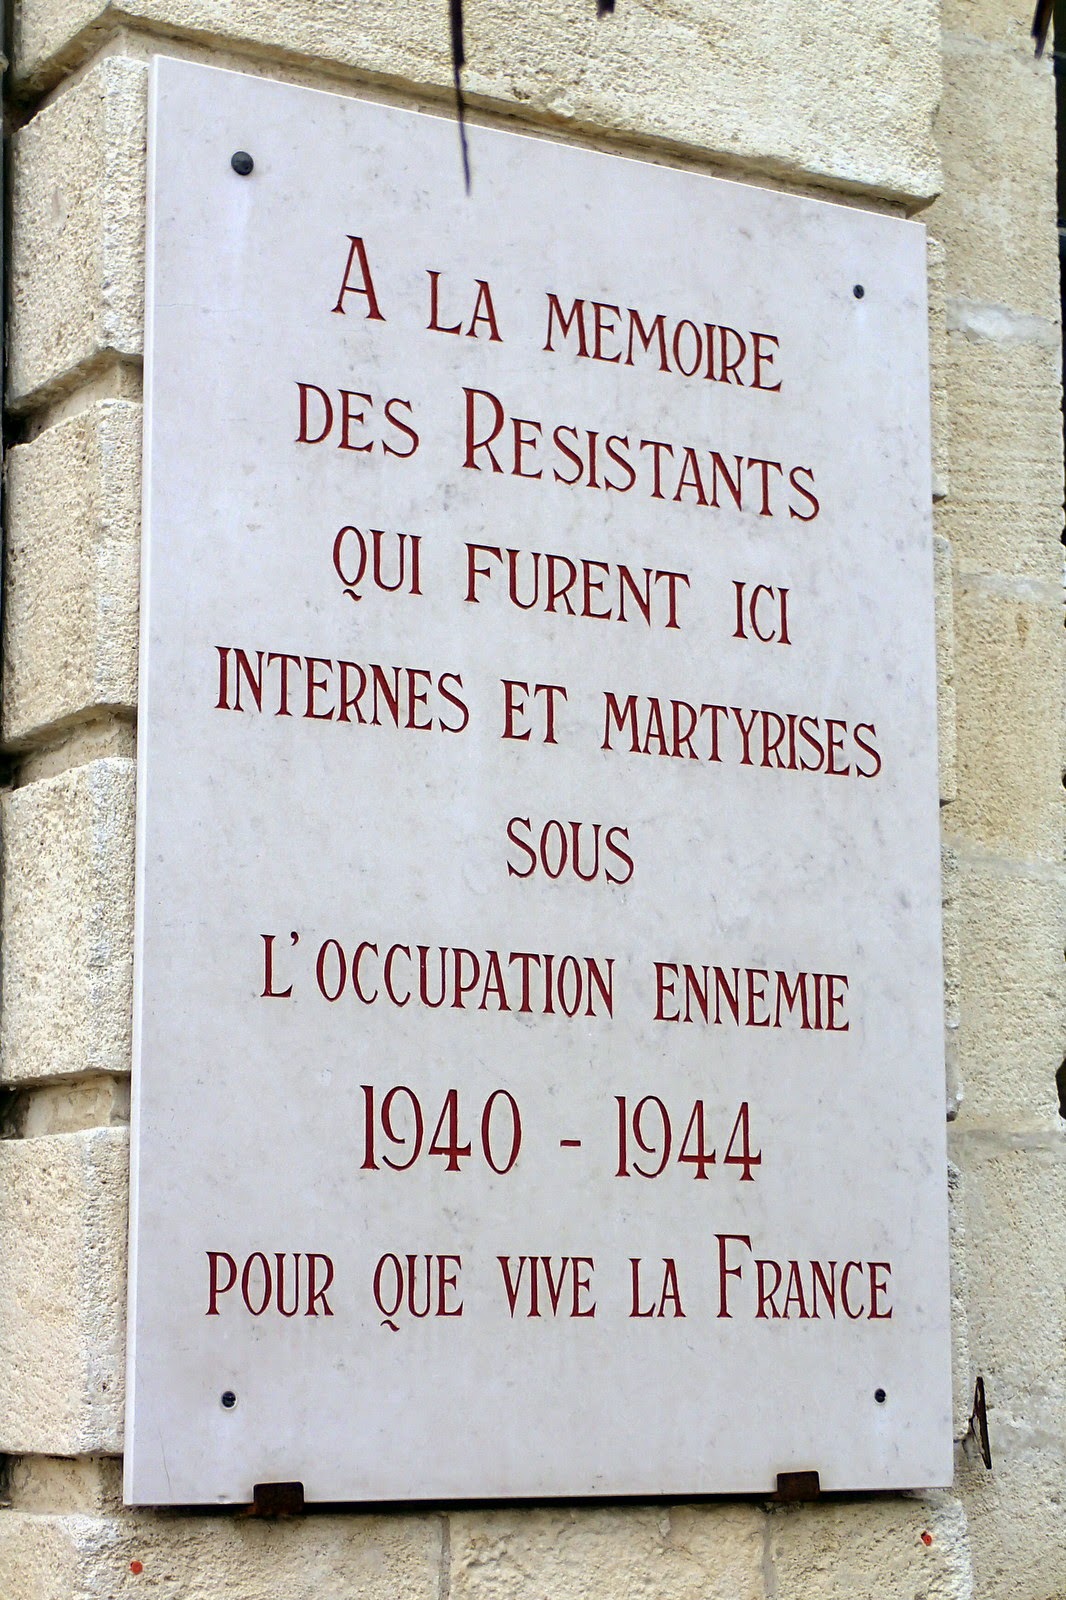 A LA MEMOIRE
DES RESISTANTS
QUI FURENT ICI
INTERNES ET MARTYRISES
SOUS
L'OCCUPATION ENNEMIE
1940 - 1944
POUR QUE VIVE LA FRANCE